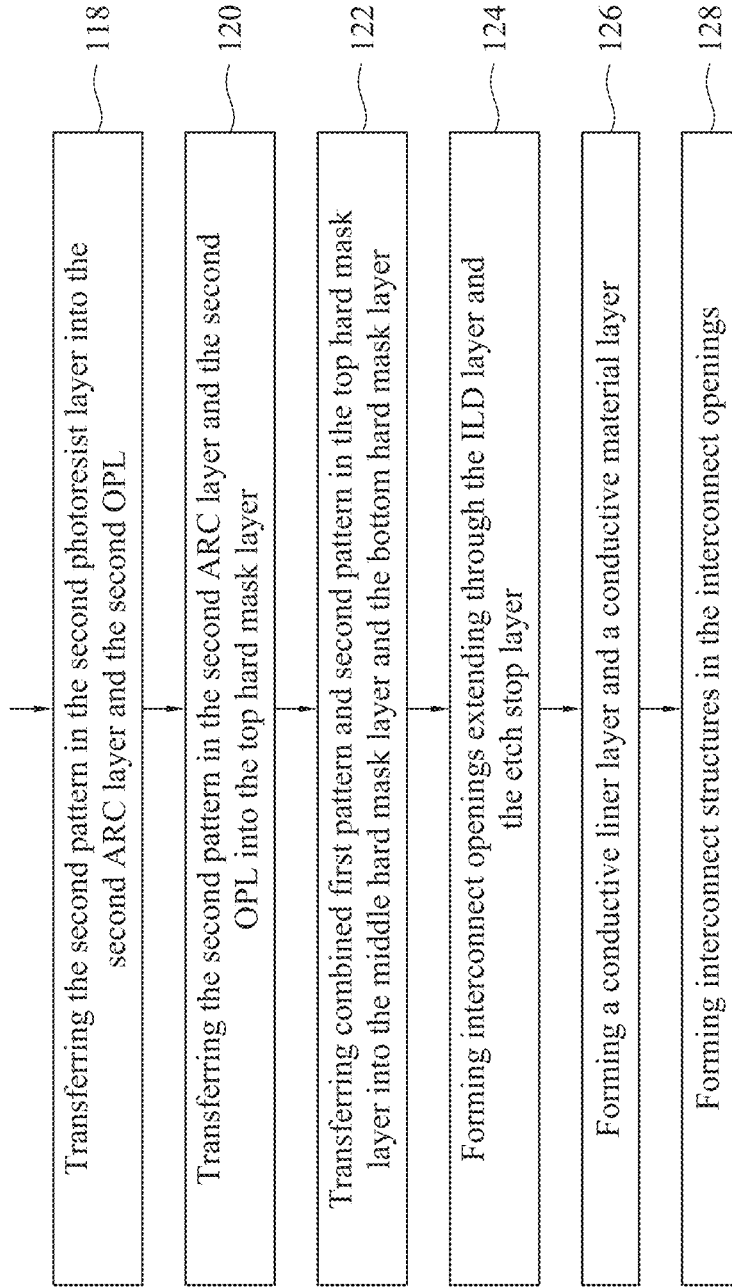 Transferring the second pattern in the second photoresist layer into the
second ARC layer and the second OPL
118
Transferring the second pattern in the second ARC layer and the second
OPL into the top hard mask layer
120
Transferring combined first pattern and second pattern in the top hard mask
layer into the middle hard mask layer and the bottom hard mask layer
122
Forming interconnect openings extending through the ILD layer and
the etch stop layer
124
Forming a conductive liner layer and a conductive material layer
126
Forming interconnect structures in the interconnect openings
128